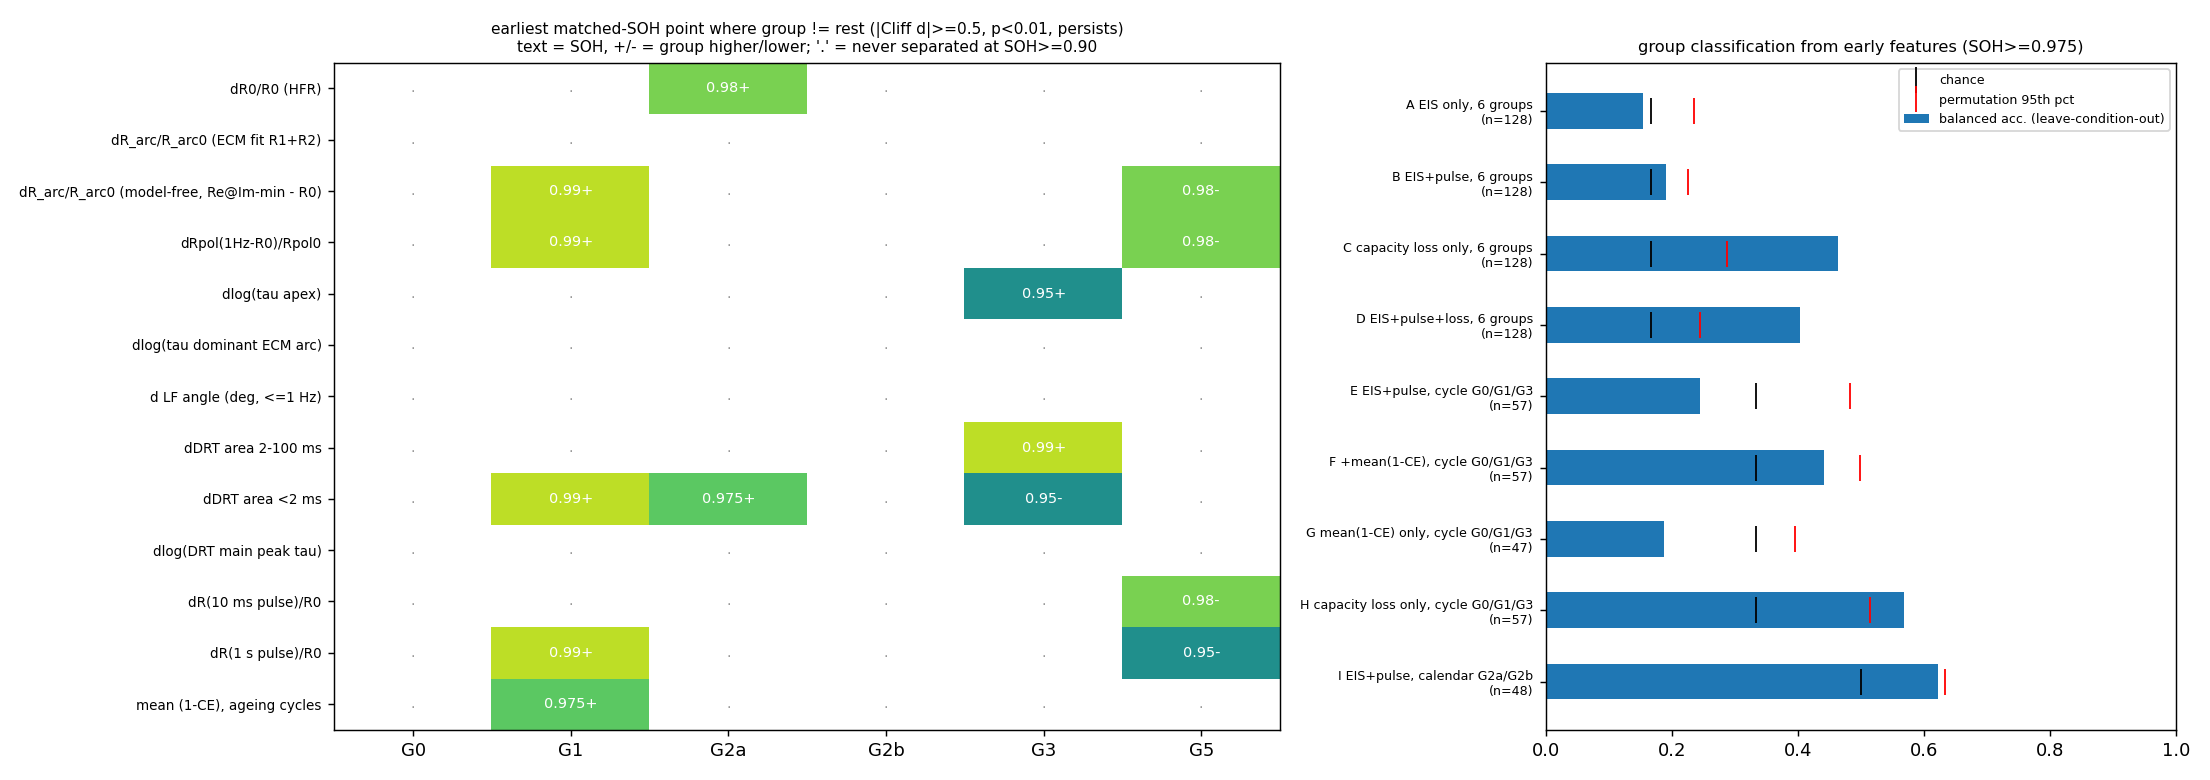 earliest matched-SOH point where group != rest (|Cliff d|>=0.5, p<0.01, persists)
text = SOH, +/- = group higher/lower; '.' = never separated at SOH>=0.90
dR0/R0 (HFR)
. . 0.98+ . . .
dR_arc/R_arc0 (ECM fit R1+R2)
. . . . . .
dR_arc/R_arc0 (model-free, Re@Im-min - R0)
. 0.99+ . . . 0.98-
dRpol(1Hz-R0)/Rpol0
. 0.99+ . . . 0.98-
dlog(tau apex)
. . . . 0.95+ .
dlog(tau dominant ECM arc)
. . . . . .
d LF angle (deg, <=1 Hz)
. . . . . .
dDRT area 2-100 ms
. . . . 0.99+ .
dDRT area <2 ms
. 0.99+ 0.975+ . 0.95- .
dlog(DRT main peak tau)
. . . . . .
dR(10 ms pulse)/R0
. . . . . 0.98-
dR(1 s pulse)/R0
. 0.99+ . . . 0.95-
mean (1-CE), ageing cycles
. 0.975+ . . . .
G0 G1 G2a G2b G3 G5
group classification from early features (SOH>=0.975)
chance
permutation 95th pct
balanced acc. (leave-condition-out)
A EIS only, 6 groups
(n=128)
B EIS+pulse, 6 groups
(n=128)
C capacity loss only, 6 groups
(n=128)
D EIS+pulse+loss, 6 groups
(n=128)
E EIS+pulse, cycle G0/G1/G3
(n=57)
F +mean(1-CE), cycle G0/G1/G3
(n=57)
G mean(1-CE) only, cycle G0/G1/G3
(n=47)
H capacity loss only, cycle G0/G1/G3
(n=57)
I EIS+pulse, calendar G2a/G2b
(n=48)
0.0 0.2 0.4 0.6 0.8 1.0